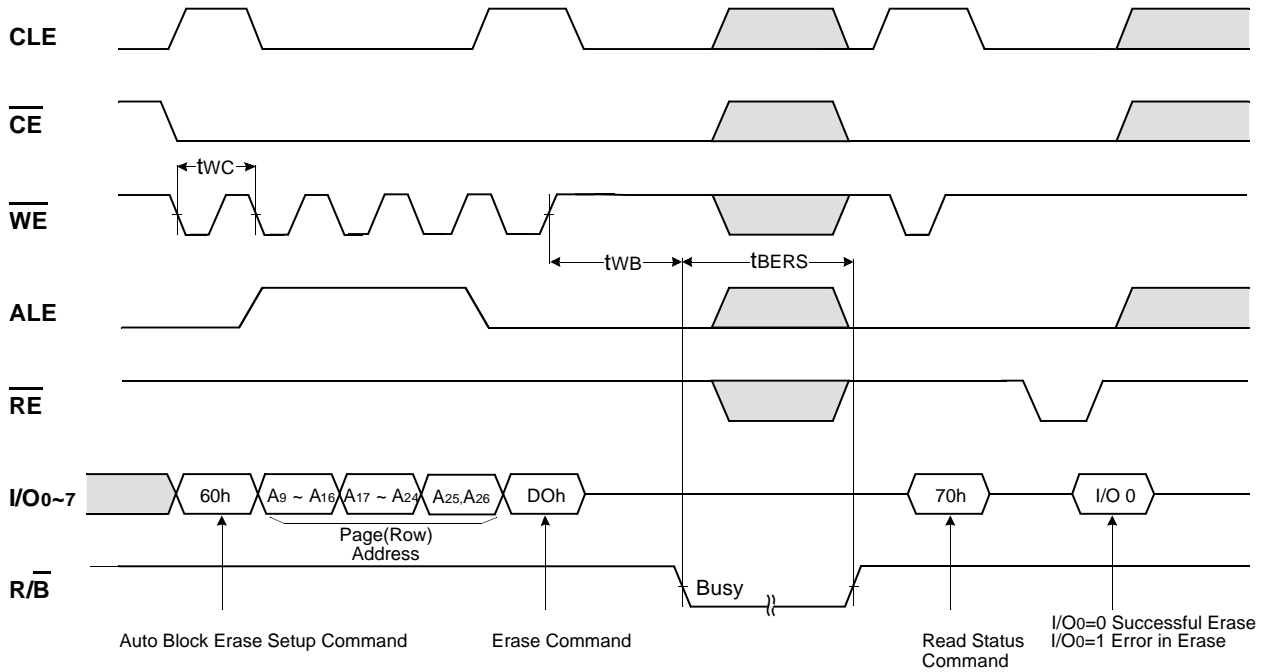 CLE
CE
tWC
WE
tWB
tBERS
ALE
RE
I/O0~7
60h
A9 ~ A16
A17 ~ A24
A25,A26
DOh
70h
I/O 0
Page(Row)
Address
R/B
Busy
Auto Block Erase Setup Command
Erase Command
Read Status
Command
I/O0=0 Successful Erase
I/O0=1 Error in Erase